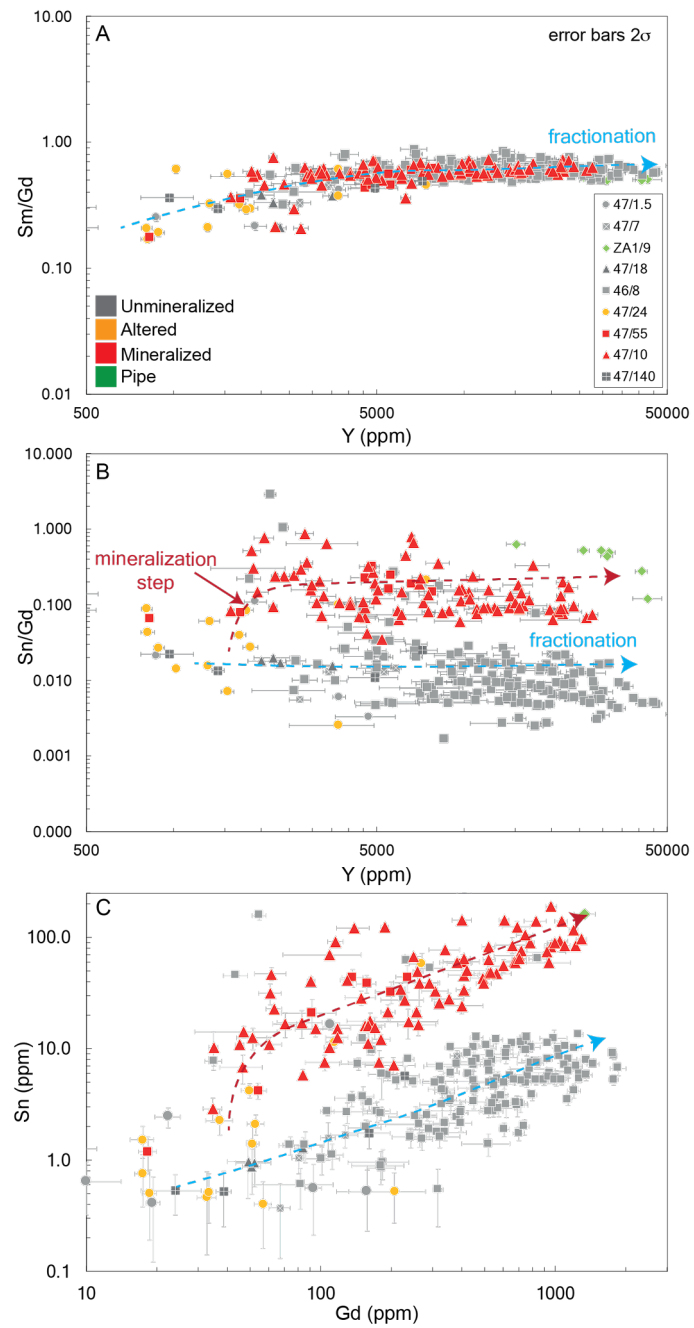 A
error bars 2σ
10.00
1.00
0.10
0.01
Sm/Gd
fractionation
47/1.5
47/7
ZA1/9
47/18
46/8
47/24
47/55
47/10
47/140
Unmineralized
Altered
Mineralized
Pipe
500
5000
50000
Y (ppm)
B
10.000
1.000
0.100
0.010
0.001
0.000
Sn/Gd
mineralization
step
fractionation
500
5000
50000
Y (ppm)
C
100.0
10.0
1.0
0.1
Sn (ppm)
10
100
1000
Gd (ppm)